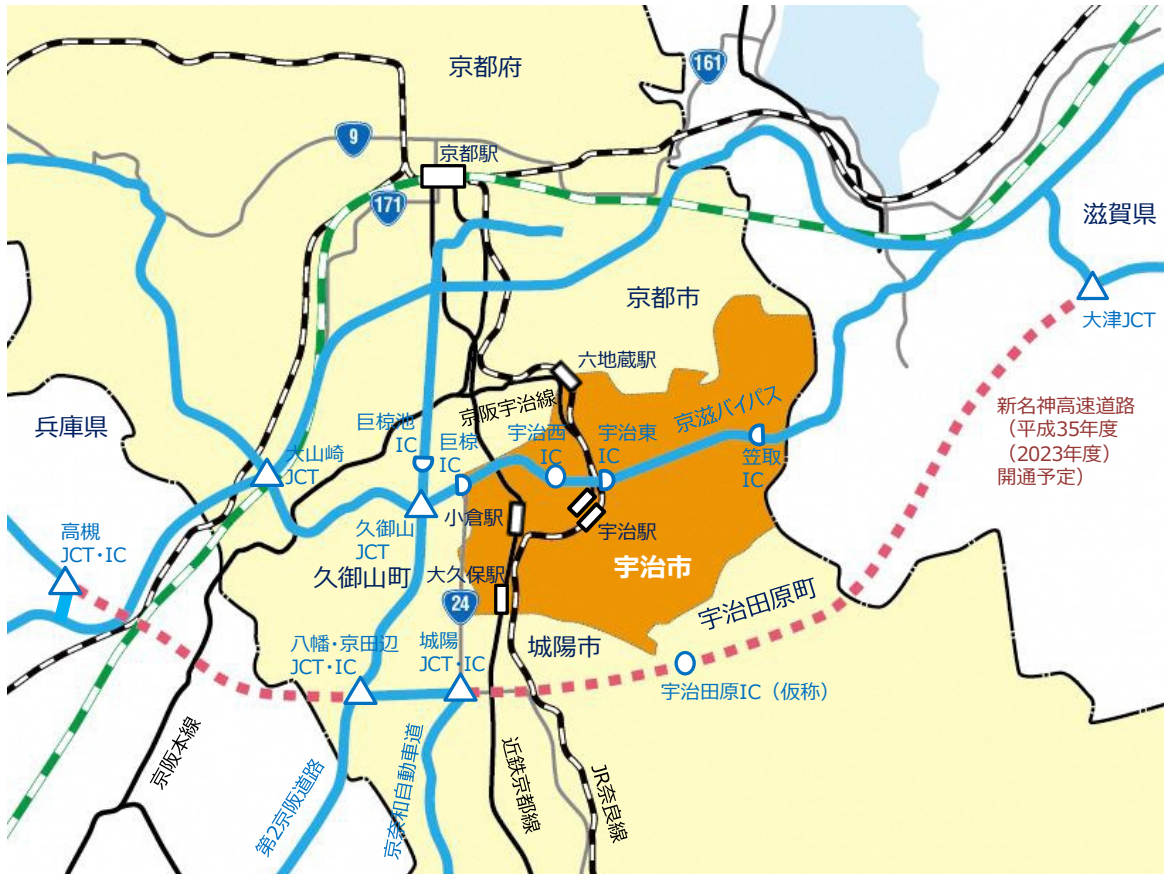 京都府
161
9
京都駅
171
滋賀県
京都市
大津JCT
六地蔵駅
京阪宇治線
京滋バイパス
新名神高速道路
(平成35年度
(2023年度)
開通予定)
兵庫県
巨椋池
IC
巨椋
IC
宇治西
IC
宇治東
IC
笠取
IC
大山崎
JCT
高槻
JCT・IC
久御山
JCT
小倉駅
宇治駅
久御山町
大久保駅
宇治市
24
宇治田原町
八幡・京田辺
JCT・IC
城陽
JCT・IC
城陽市
宇治田原IC(仮称)
京阪本線
第2京阪道路
京奈和自動車道
近鉄京都線
JR奈良線